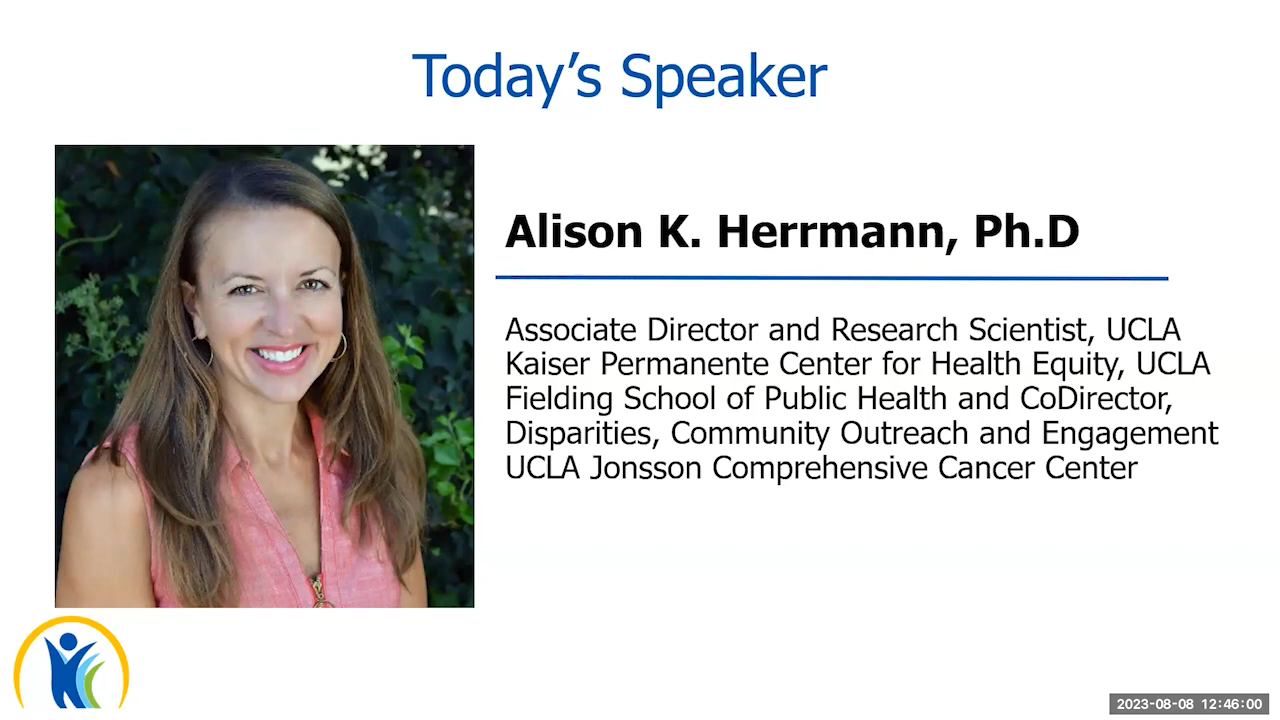 Today’s Speaker
Alison K. Herrmann, Ph.D
Associate Director and Research Scientist, UCLA
Kaiser Permanente Center for Health Equity, UCLA
Fielding School of Public Health and CoDirector,
Disparities, Community Outreach and Engagement
UCLA Jonsson Comprehensive Cancer Center
2023-08-08 12:46:00